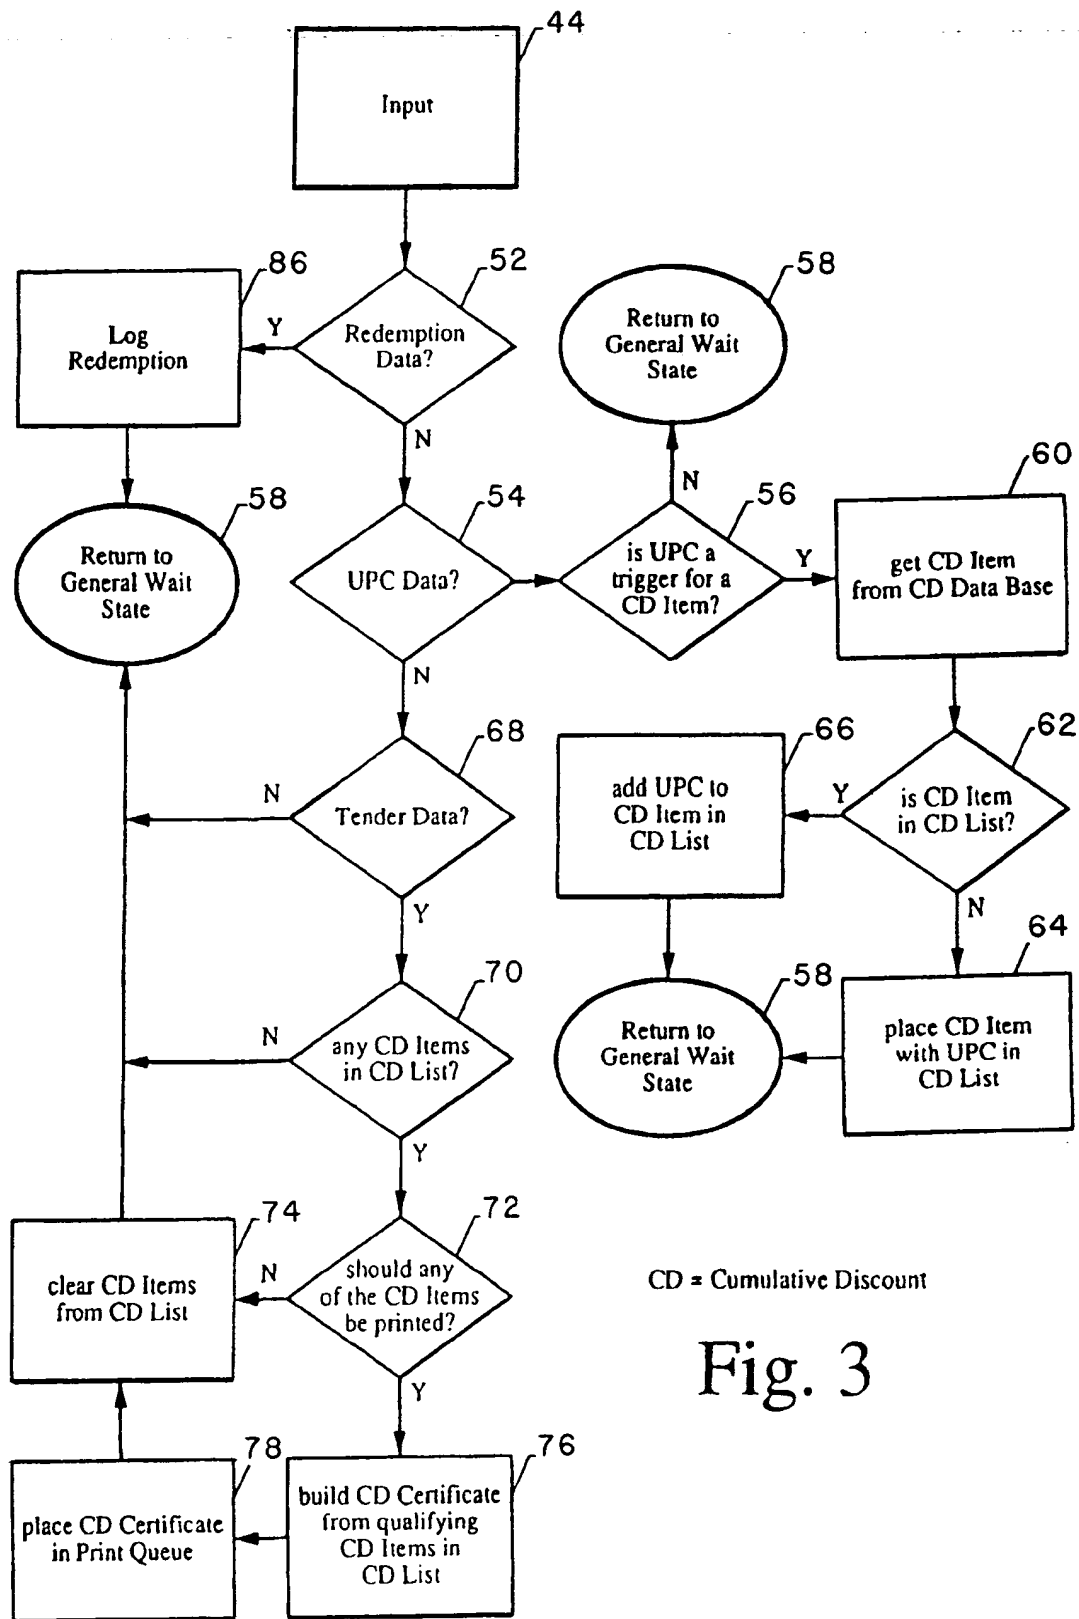 44
Input
86
52
58
Log
Redemption
Y
Redemption
Data?
Return to
General Wait
State
N
N
60
58
54
56
Return to
General Wait
State
UPC Data?
is UPC a
trigger for a
CD Item?
Y
get CD Item
from CD Data Base
N
68
66
62
N
Tender Data?
add UPC to
CD Item in
CD List
Y
is CD Item
in CD List?
Y
N
64
70
58
N
any CD Items
in CD List?
Return to
General Wait
State
place CD Item
with UPC in
CD List
Y
74
72
clear CD Items
from CD List
N
should any
of the CD Items
be printed?
CD = Cumulative Discount
Y
Fig. 3
78
76
place CD Certificate
in Print Queue
build CD Certificate
from qualifying
CD Items in
CD List